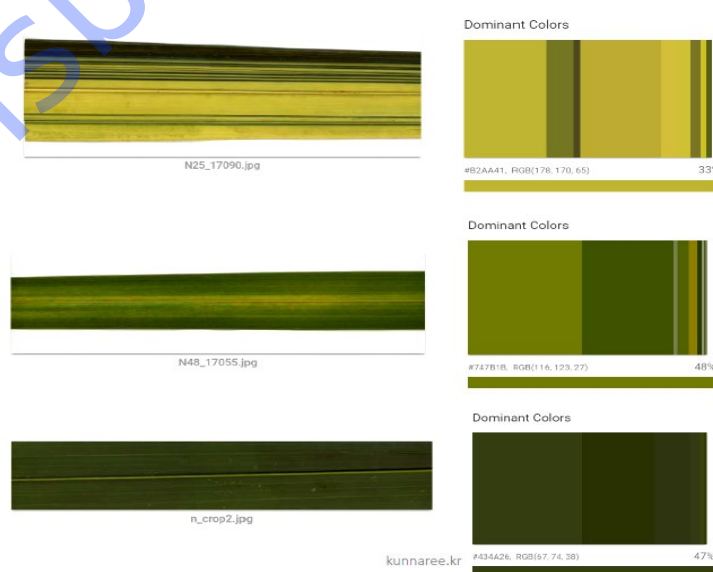 Dominant Colors
N25_17090.jpg
#B2AA41, RGB(178, 170, 65)
33%
Dominant Colors
N48_17055.jpg
#747B1B, RGB(116, 123, 27)
48%
Dominant Colors
n_crop2.jpg
kunnaree.kr
#434A26, RGB(67, 74, 38)
47%